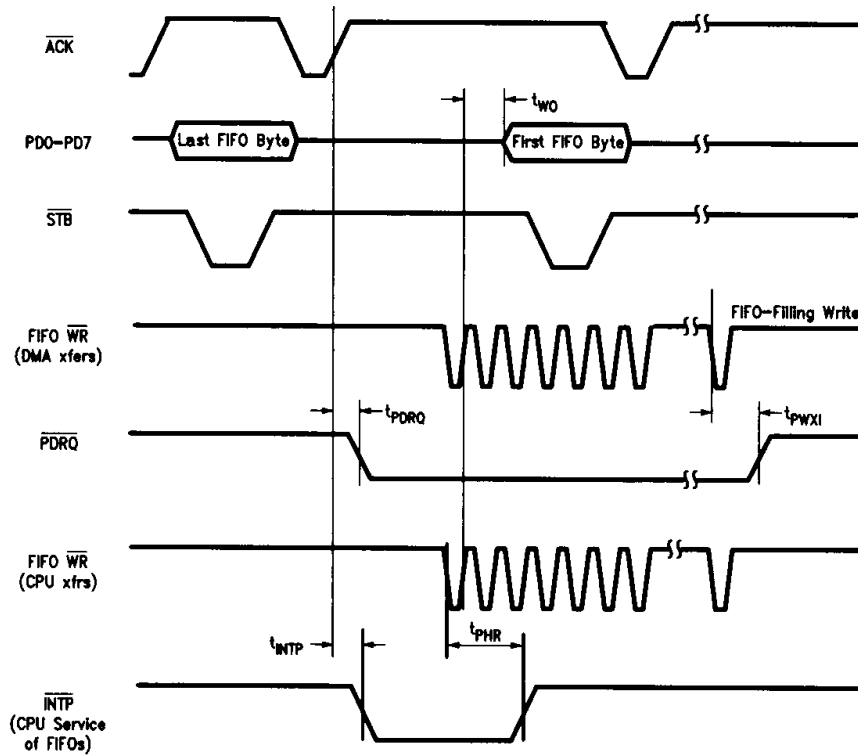 ACK
t_WO
PD0-PD7
Last FIFO Byte
First FIFO Byte
STB
FIFO WR
(DMA xfers)
FIFO-Filling Write
t_PDRQ
t_PWXI
PDRQ
FIFO WR
(CPU xfrs)
t_INTP
t_PHR
INTP
(CPU Service
of FIFOs)